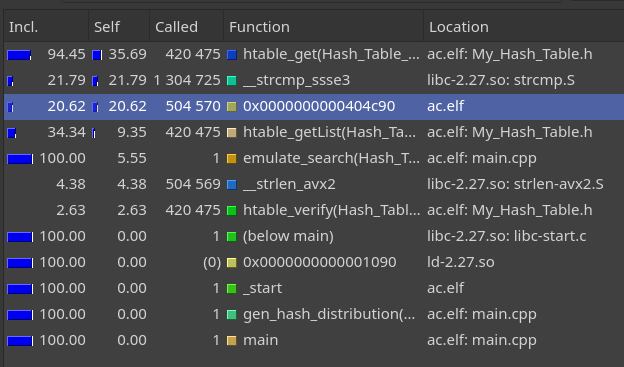 Incl. Self Called Function Location
94.45 35.69 420 475 htable_get(Hash_Table_... ac.elf: My_Hash_Table.h
21.79 21.79 1 304 725 __strcmp_ssse3 libc-2.27.so: strcmp.S
20.62 20.62 504 570 0x0000000000404c90 ac.elf
34.34 9.35 420 475 htable_getList(Hash_Ta... ac.elf: My_Hash_Table.h
100.00 5.55 1 emulate_search(Hash_T... ac.elf: main.cpp
4.38 4.38 504 569 __strlen_avx2 libc-2.27.so: strlen-avx2.S
2.63 2.63 420 475 htable_verify(Hash_Tabl... ac.elf: My_Hash_Table.h
100.00 0.00 1 (below main) libc-2.27.so: libc-start.c
100.00 0.00 (0) 0x0000000000001090 ld-2.27.so
100.00 0.00 1 _start ac.elf
100.00 0.00 1 gen_hash_distribution(... ac.elf: main.cpp
100.00 0.00 1 main ac.elf: main.cpp